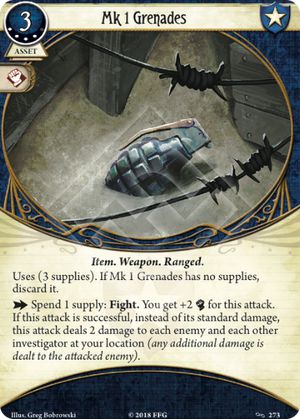 3
Mk 1 Grenades
ASSET
Item. Weapon. Ranged.
Uses (3 supplies). If Mk 1 Grenades has no supplies,
discard it.
Spend 1 supply: Fight. You get +2 for this attack.
If this attack is successful, instead of its standard damage,
this attack deals 2 damage to each enemy and each other
investigator at your location (any additional damage is
dealt to the attacked enemy).
Illus. Greg Bobrowski © 2018 FFG 273